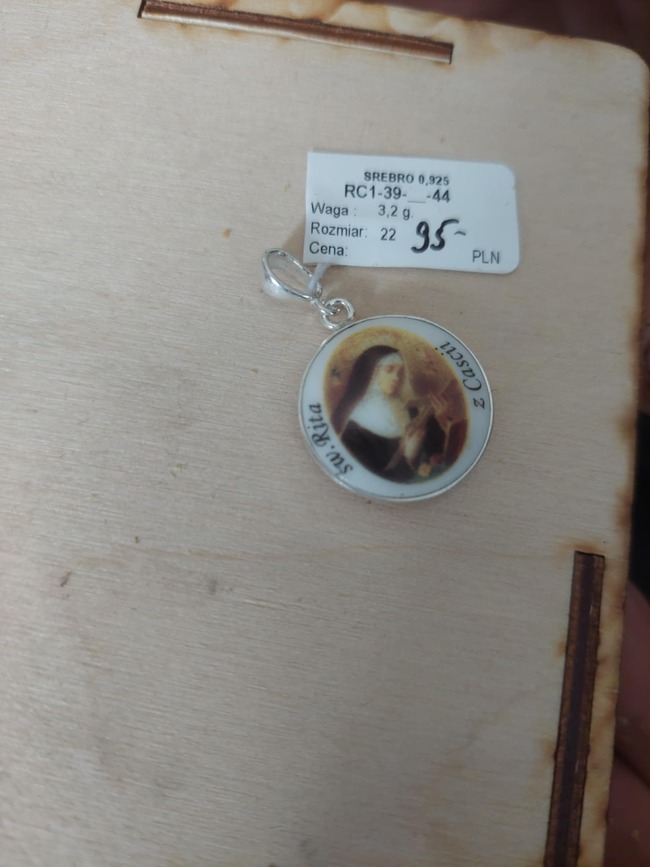 SREBRO 0,925
RC1-39-__-44
Waga : 3,2 g.
Rozmiar: 22
Cena: 95- PLN
św. Rita z Cascii